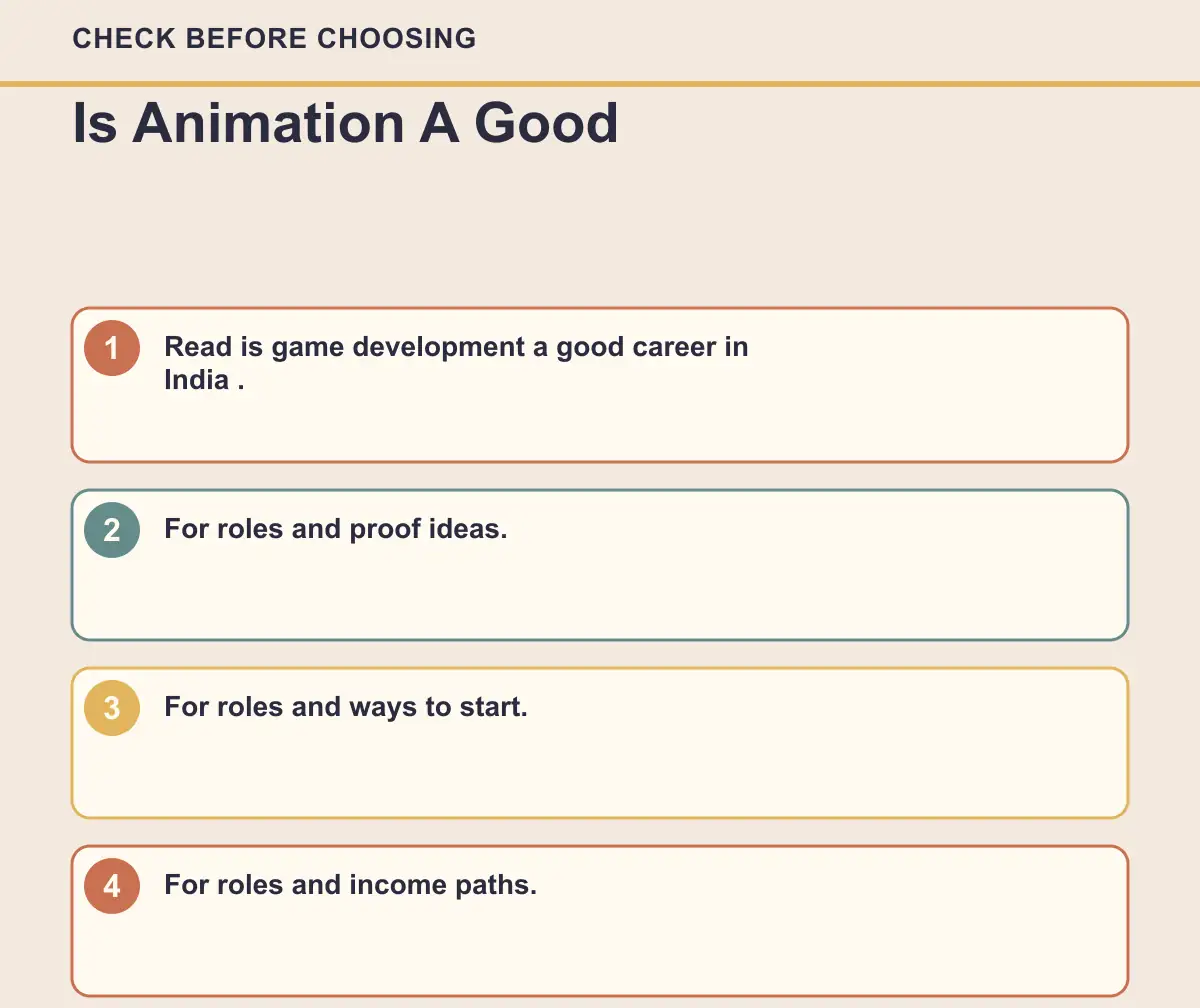 CHECK BEFORE CHOOSING
Is Animation A Good
1
Read is game development a good career in
India .
2
For roles and proof ideas.
3
For roles and ways to start.
4
For roles and income paths.